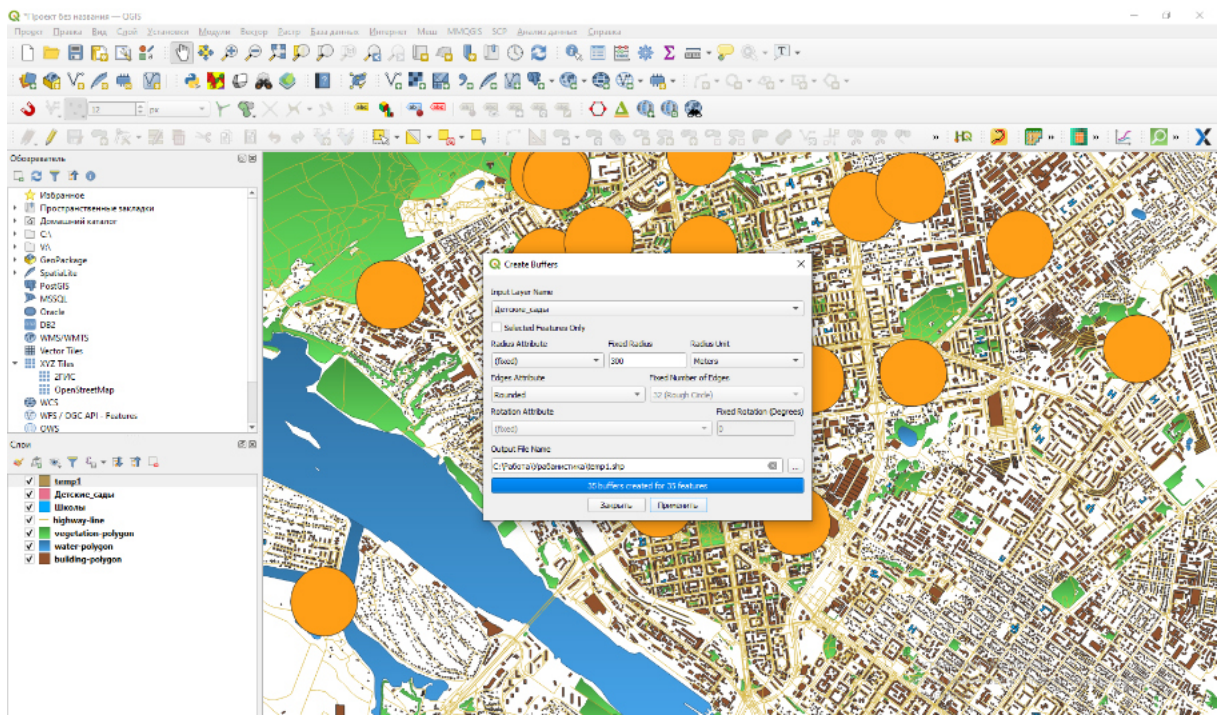 *Проект без названия — QGIS
Проект Правка Вид Слой Установки Модули Вектор Растр База данных Интернет Меш MMQGIS SCP Анализ данных Справка
12 px
Обозреватель
Избранное
Пространственные закладки
Домашний каталог
C:\
V:\
GeoPackage
SpatiaLite
PostGIS
MSSQL
Oracle
DB2
WMS/WMTS
Vector Tiles
XYZ Tiles
2ГИС
OpenStreetMap
WCS
WFS / OGC API - Features
OWS
Слои
temp1
Детские_сады
Школы
highway-line
vegetation-polygon
water-polygon
building-polygon
Create Buffers
Input Layer Name
Детские_сады
Selected Features Only
Radius Attribute Fixed Radius Radius Unit
(fixed) 300 Meters
Edges Attribute Fixed Number of Edges
Rounded 32 (Rough Circle)
Rotation Attribute Fixed Rotation (Degrees)
(fixed) 0
Output File Name
C:\Работа\Урабанистика\temp1.shp
...
35 buffers created for 35 features
Закрыть Применить